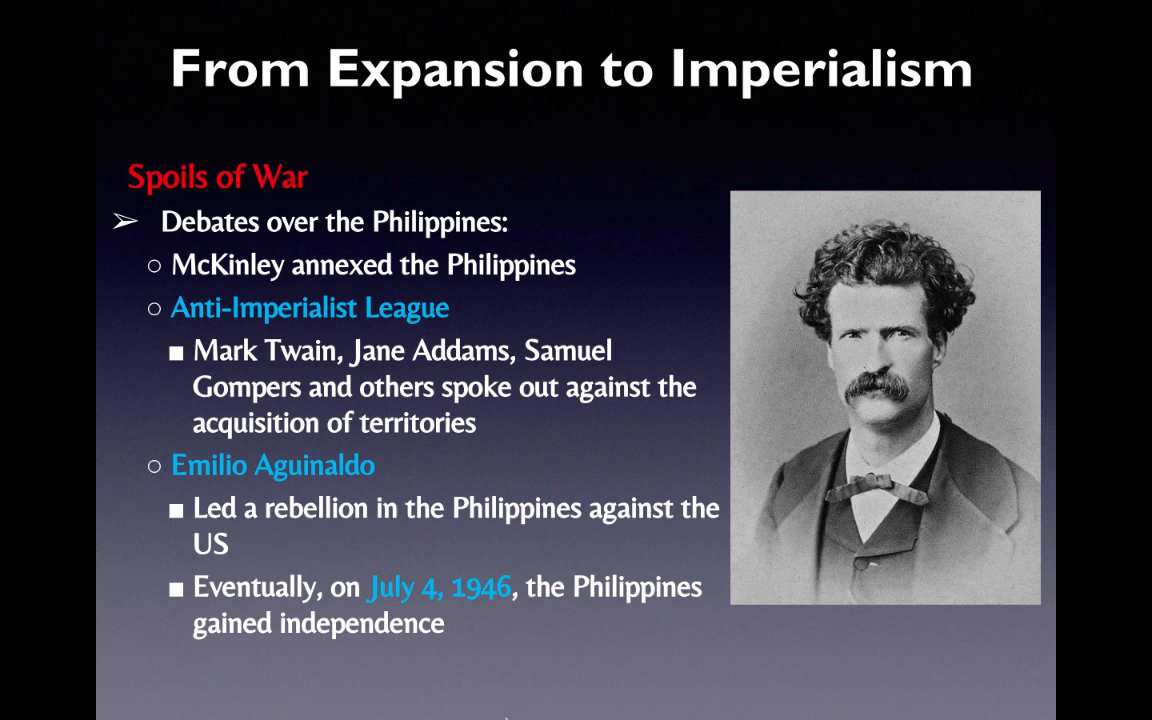 From Expansion to Imperialism
Spoils of War
➢ Debates over the Philippines:
○ McKinley annexed the Philippines
○ Anti-Imperialist League
■ Mark Twain, Jane Addams, Samuel
Gompers and others spoke out against the
acquisition of territories
○ Emilio Aguinaldo
■ Led a rebellion in the Philippines against the
US
■ Eventually, on July 4, 1946, the Philippines
gained independence